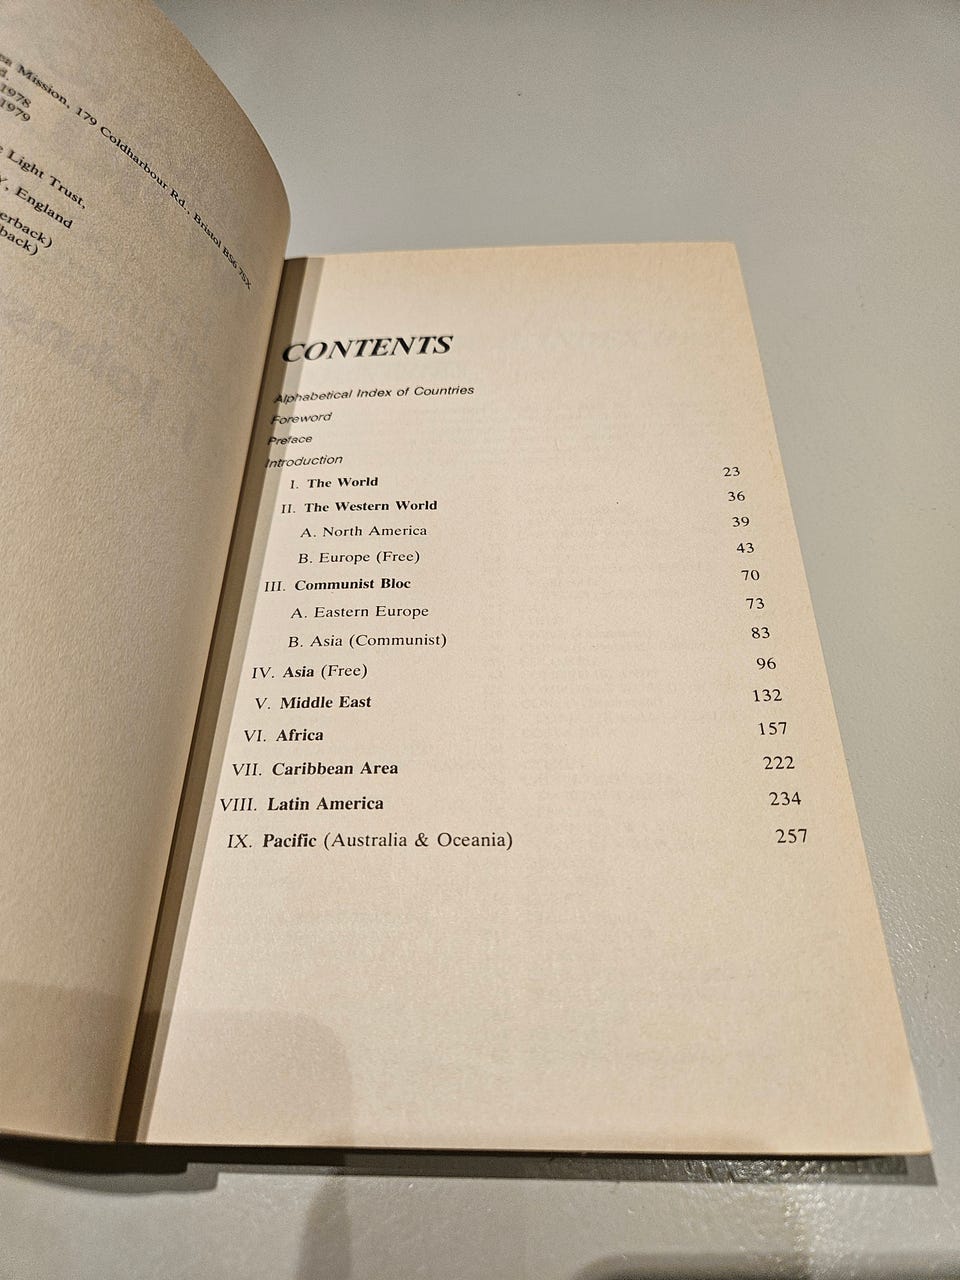 Mission, 179 Coldharbour Rd., Bristol BS6 7SX
1978
1979
Light Trust,
England
CONTENTS
Alphabetical Index of Countries
Foreword
Preface
Introduction
I. The World 23
II. The Western World 36
A. North America 39
B. Europe (Free) 43
III. Communist Bloc 70
A. Eastern Europe 73
B. Asia (Communist) 83
IV. Asia (Free) 96
V. Middle East 132
VI. Africa 157
VII. Caribbean Area 222
VIII. Latin America 234
IX. Pacific (Australia & Oceania) 257